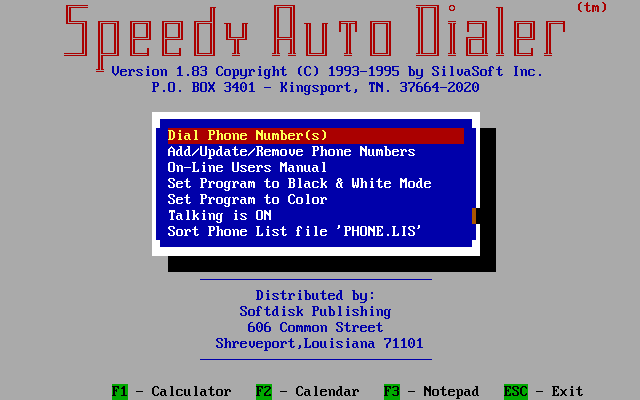 Speedy Auto Dialer (tm)
Version 1.83 Copyright (C) 1993-1995 by SilvaSoft Inc.
P.O. BOX 3401 - Kingsport, TN. 37664-2020
Dial Phone Number(s)
Add/Update/Remove Phone Numbers
On-Line Users Manual
Set Program to Black & White Mode
Set Program to Color
Talking is ON
Sort Phone List file 'PHONE.LIS'
Distributed by:
Softdisk Publishing
606 Common Street
Shreveport,Louisiana 71101
F1 - Calculator F2 - Calendar F3 - Notepad ESC - Exit